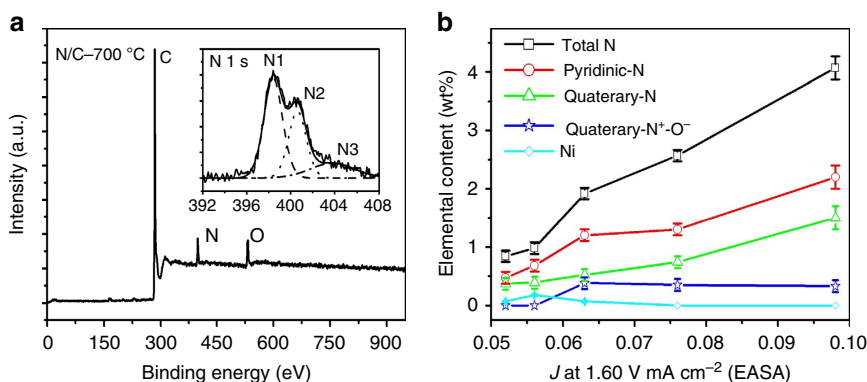 a
N/C–700 °C
C
N
O
N 1 s
N1
N2
N3
392 396 400 404 408
Intensity (a.u.)
0 150 300 450 600 750 900
Binding energy (eV)
b
Total N
Pyridinic-N
Quaterary-N
Quaterary-N⁺-O⁻
Ni
Elemental content (wt%)
4
3
2
1
0
0.05 0.06 0.07 0.08 0.09 0.10
J at 1.60 V mA cm⁻² (EASA)